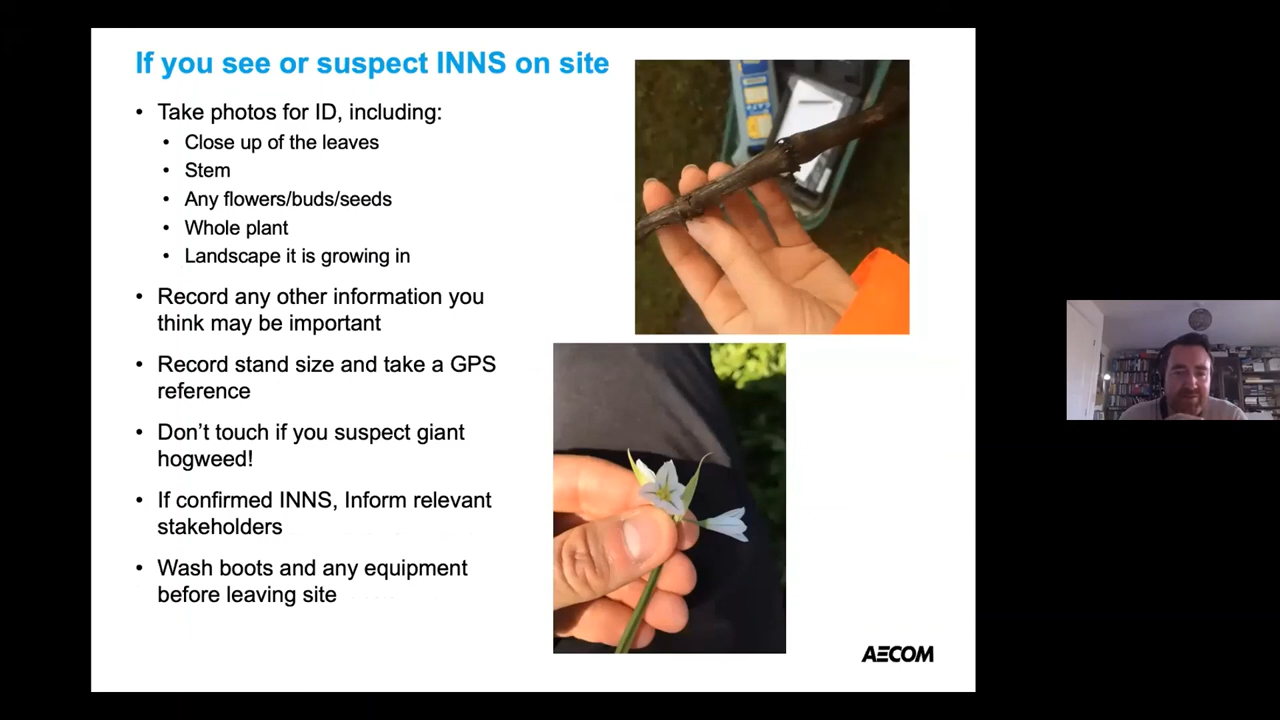 If you see or suspect INNS on site
• Take photos for ID, including:
• Close up of the leaves
• Stem
• Any flowers/buds/seeds
• Whole plant
• Landscape it is growing in
• Record any other information you
think may be important
• Record stand size and take a GPS
reference
• Don’t touch if you suspect giant
hogweed!
• If confirmed INNS, Inform relevant
stakeholders
• Wash boots and any equipment
before leaving site
AECOM